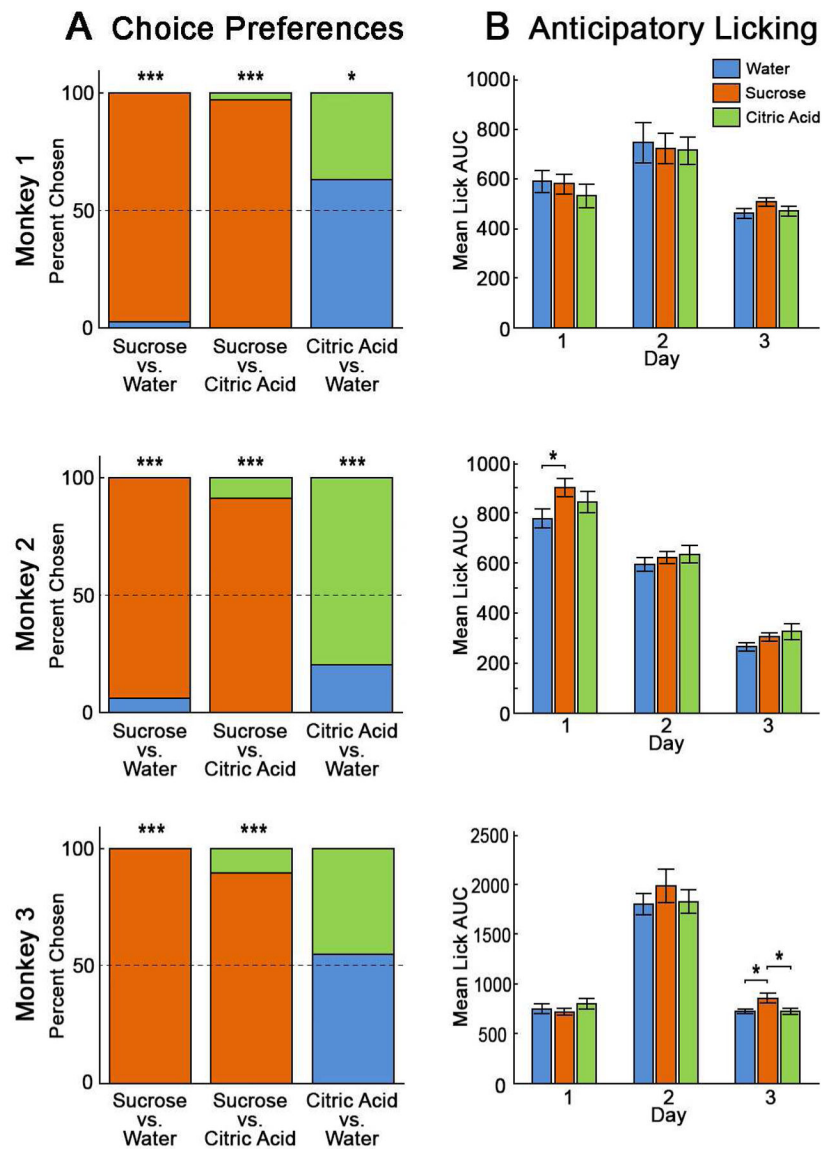 A Choice Preferences
B Anticipatory Licking
Monkey 1
Percent Chosen
100
50
0
***
***
*
Sucrose
vs.
Water
Sucrose
vs.
Citric Acid
Citric Acid
vs.
Water
Mean Lick AUC
1000
800
600
400
200
0
Water
Sucrose
Citric Acid
1
2
3
Day
Monkey 2
Percent Chosen
100
50
0
***
***
***
Sucrose
vs.
Water
Sucrose
vs.
Citric Acid
Citric Acid
vs.
Water
Mean Lick AUC
1000
800
600
400
200
0
*
1
2
3
Day
Monkey 3
Percent Chosen
100
50
0
***
***
Sucrose
vs.
Water
Sucrose
vs.
Citric Acid
Citric Acid
vs.
Water
Mean Lick AUC
2500
2000
1500
1000
500
0
*
*
1
2
3
Day